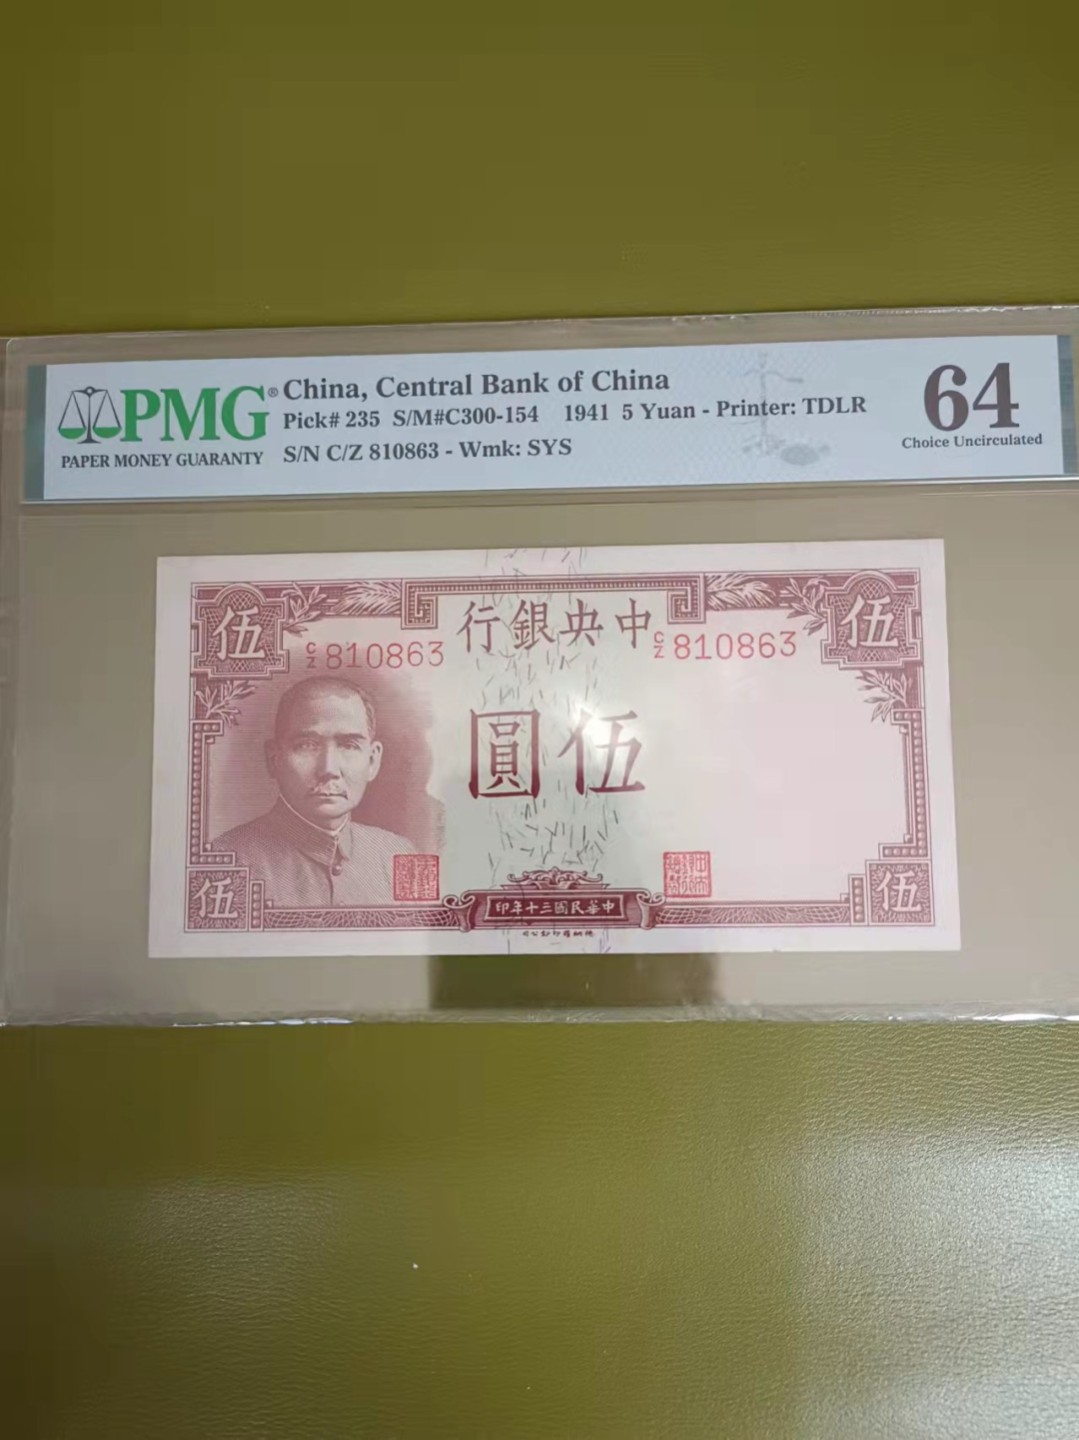 PMG®
PAPER MONEY GUARANTY
China, Central Bank of China
Pick# 235 S/M#C300-154 1941 5 Yuan - Printer: TDLR
S/N C/Z 810863 - Wmk: SYS
64
Choice Uncirculated
伍
行銀央中
伍
C/Z 810863
C/Z 810863
圓伍
伍
印年十三國民華中
伍